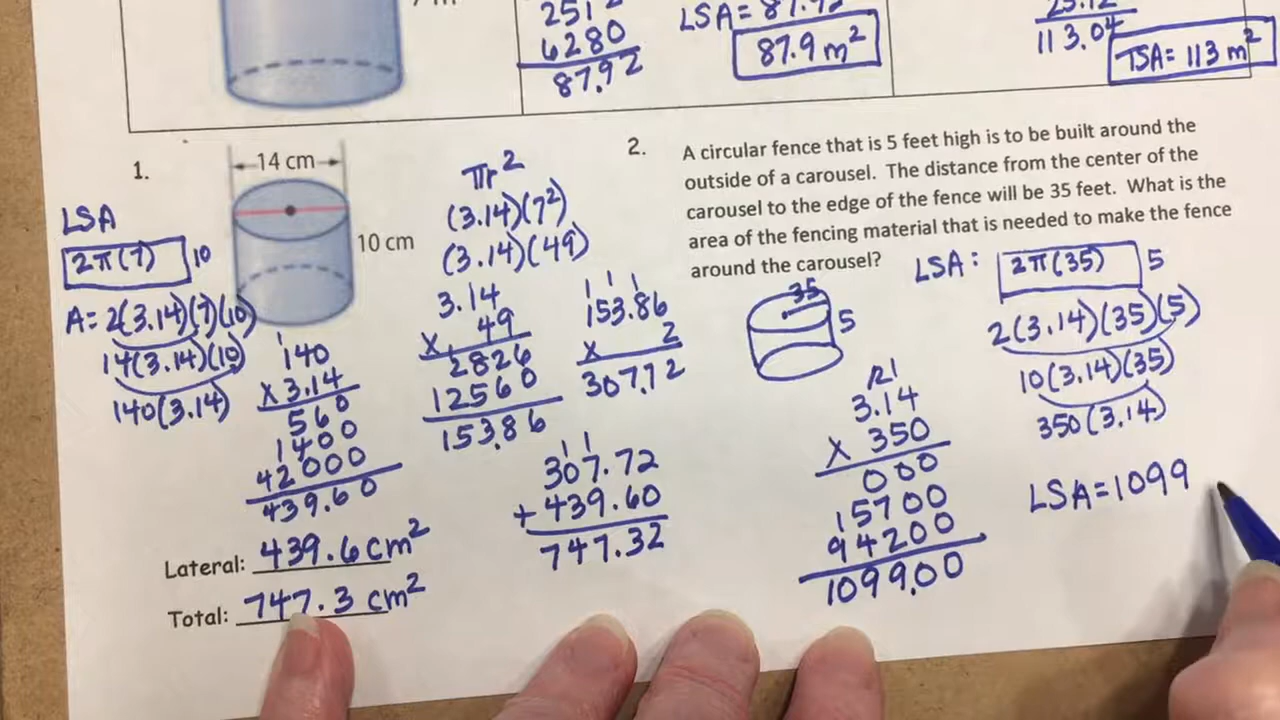 2512
6280
87.92
LSA = 87.92
87.9 m²
113.04
TSA = 113 m²
1.
14 cm
10 cm
LSA
2π(7) 10
A = 2(3.14)(7)(10)
14(3.14)(10)
140(3.14)
1
140
x 3.14
560
1400
42000
439.60
Lateral: 439.6 cm²
Total: 747.3 cm²
πr²
(3.14)(7²)
(3.14)(49)
3.14
x 49
2826
12560
153.86
1 1 1
153.86
x 2
307.72
1 1
307.72
+ 439.60
747.32
2.
A circular fence that is 5 feet high is to be built around the
outside of a carousel. The distance from the center of the
carousel to the edge of the fence will be 35 feet. What is the
area of the fencing material that is needed to make the fence
around the carousel?
LSA: 2π(35) 5
35
5
2(3.14)(35)(5)
10(3.14)(35)
350(3.14)
3.14
x 350
000
15700
94200
1099.00
LSA = 1099